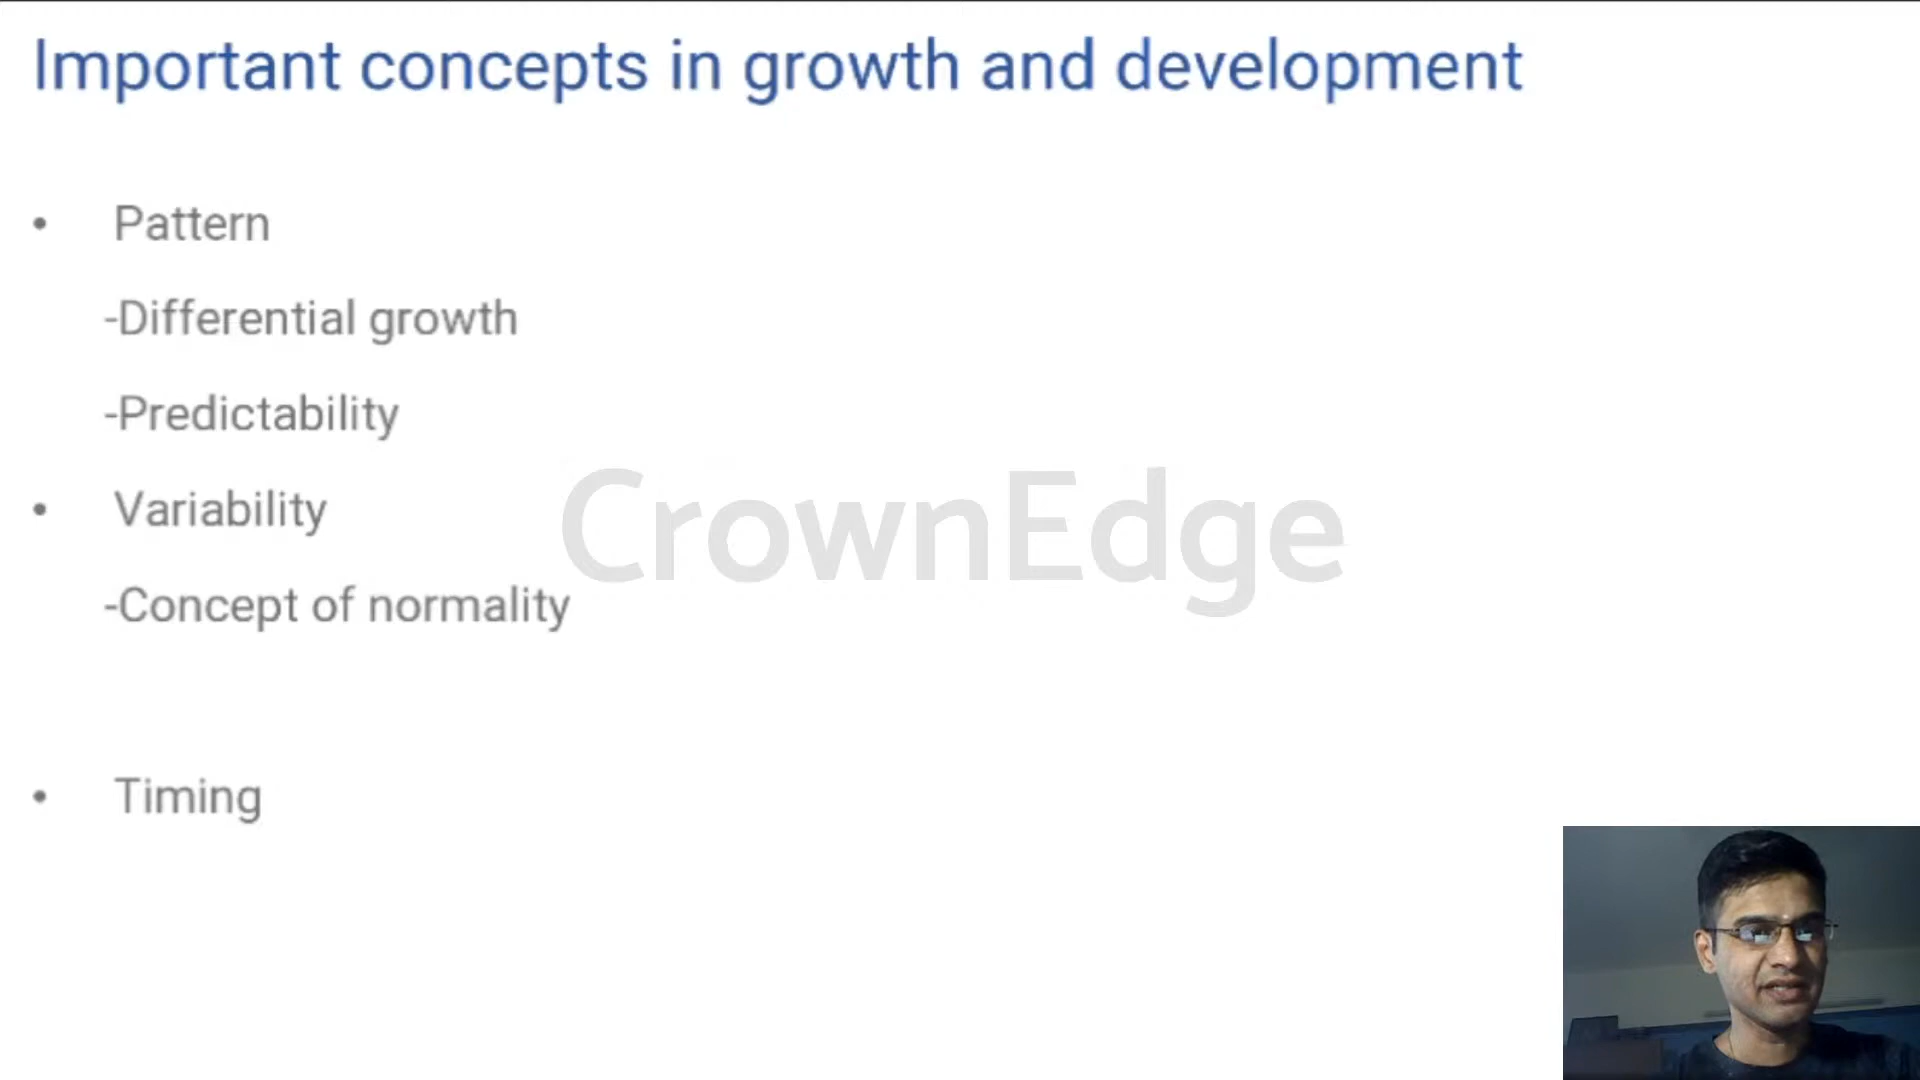 Important concepts in growth and development
• Pattern
-Differential growth
-Predictability
• Variability
CrownEdge
-Concept of normality
• Timing